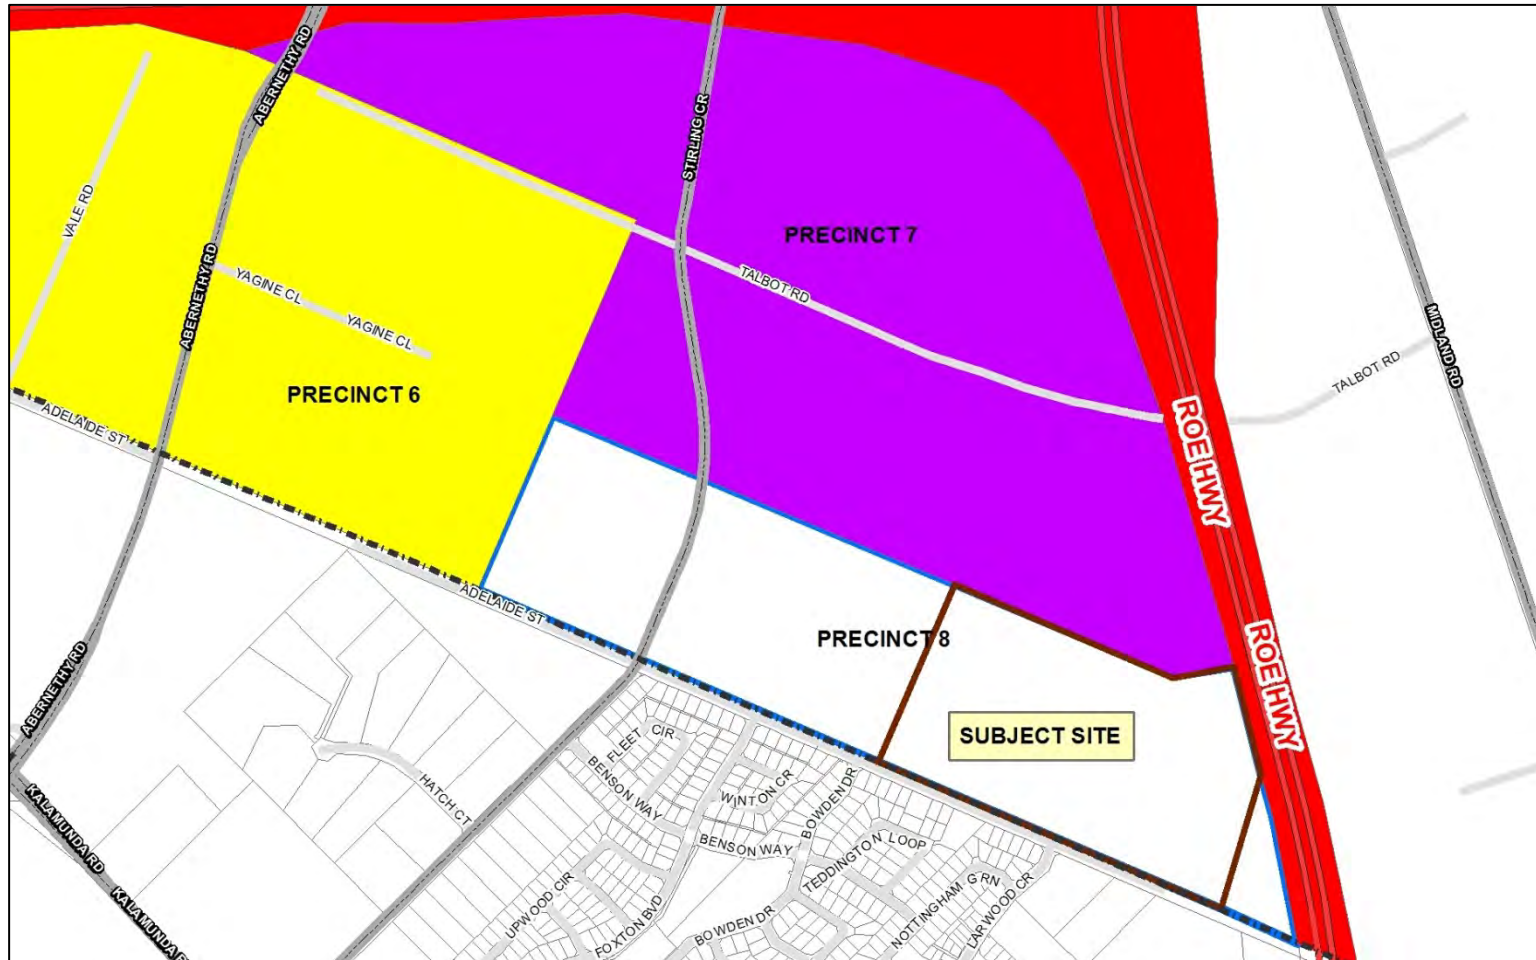 ABERNETHY RD
STIRLING CR
VALE RD
PRECINCT 7
ABERNETHY RD
YAGINE CL
YAGINE CL
TALBOT RD
MIDLAND RD
TALBOT RD
PRECINCT 6
ADELAIDE ST
ROE HWY
ADELAIDE ST
PRECINCT 8
ROE HWY
ABERNETHY RD
SUBJECT SITE
FLEET CIR
BENSON WAY
WINTON CR
BOWDEN DR
HATCH CT
BENSON WAY
TEDDINGTON LOOP
KALAMUNDA RD
KALAMUNDA R
UPWOOD CIR
FOXTON BVD
BOWDEN DR
NOTTINGHAM GRN
LARWOOD CR